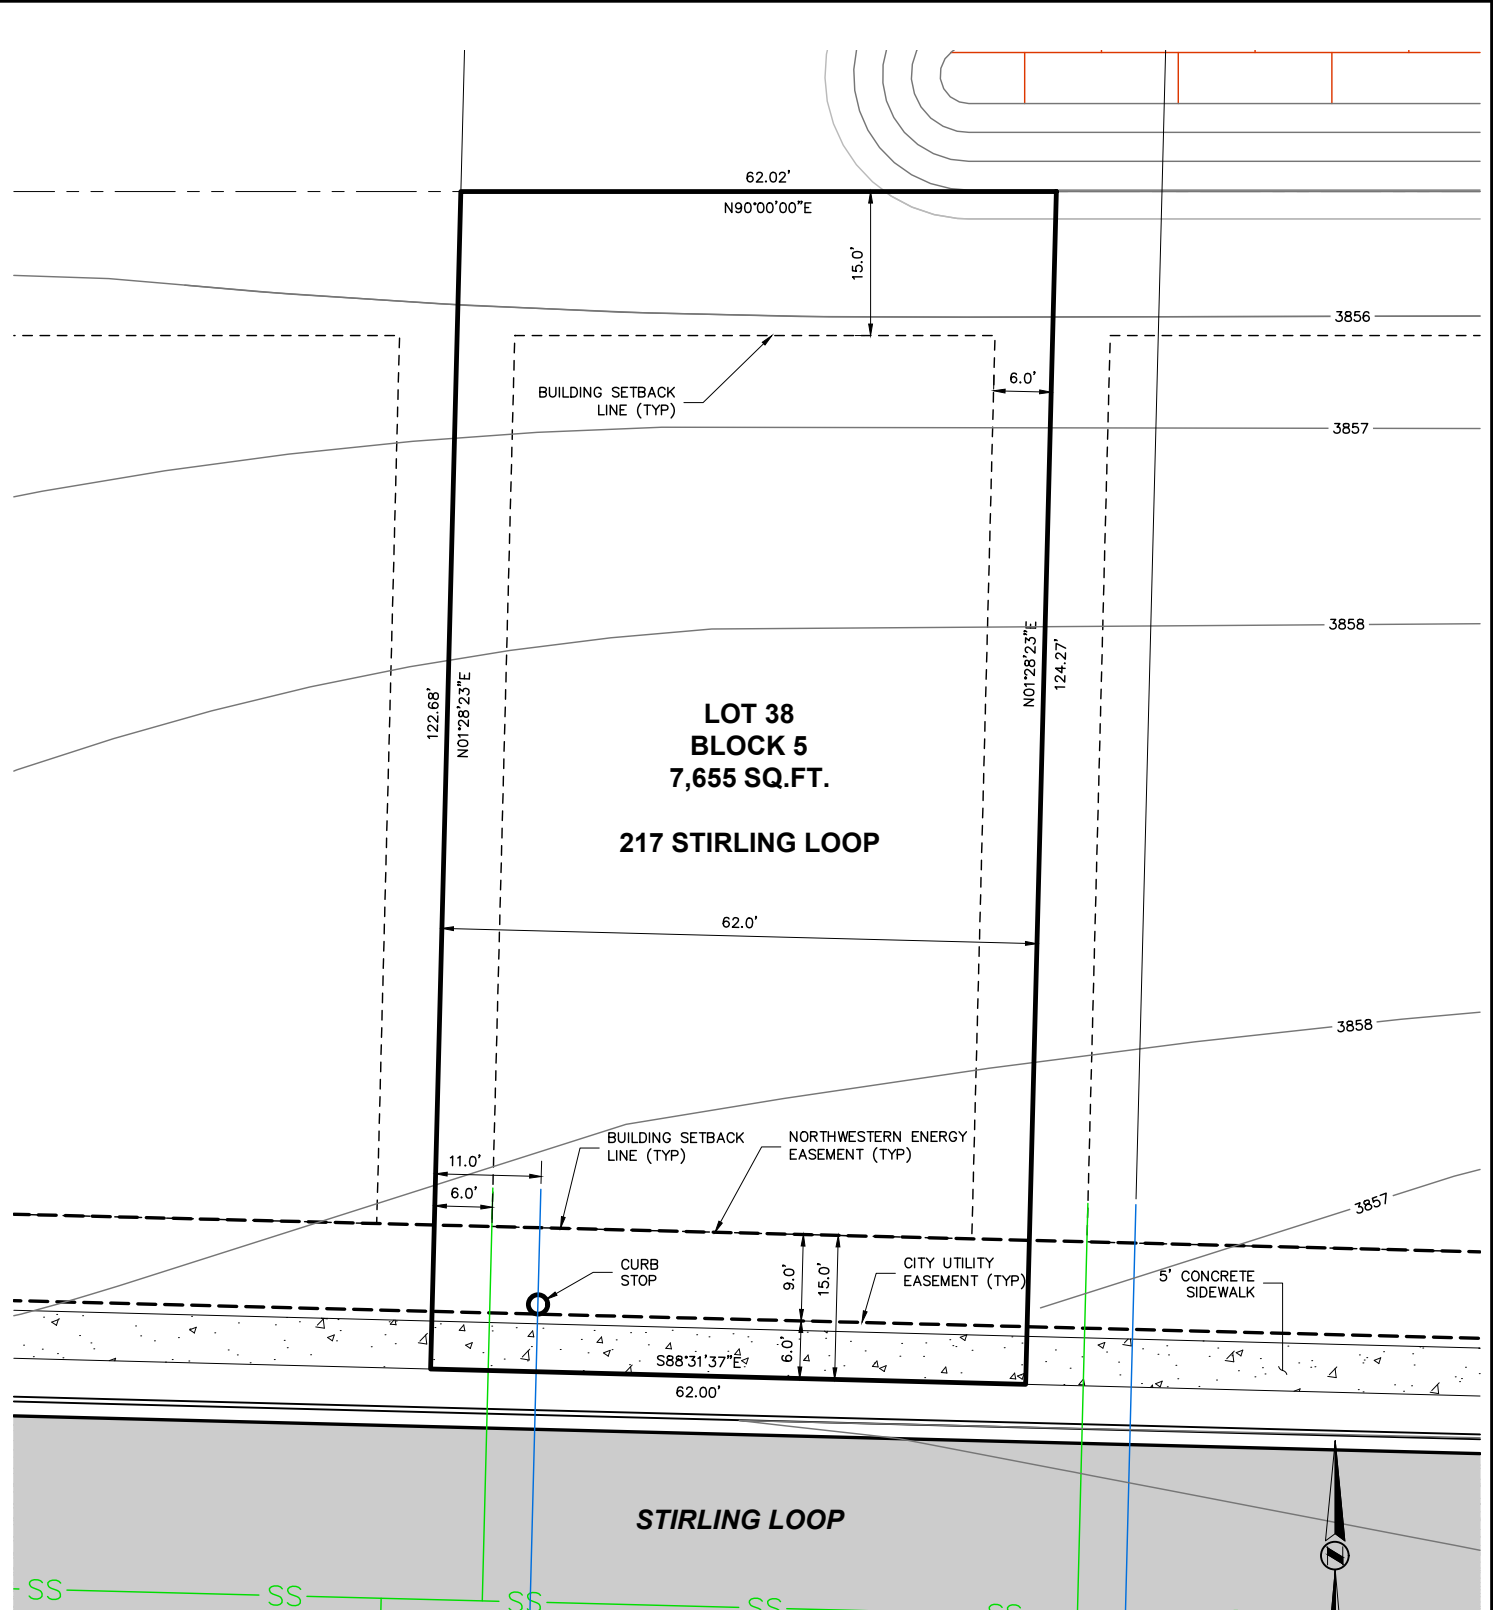 62.02'
N90°00'00"E
15.0'
3856
6.0'
BUILDING SETBACK
LINE (TYP)
3857
3858
N01°28'23"E
124.27'
122.68'
N01°28'23"E
LOT 38
BLOCK 5
7,655 SQ.FT.
217 STIRLING LOOP
62.0'
3858
BUILDING SETBACK
LINE (TYP)
NORTHWESTERN ENERGY
EASEMENT (TYP)
11.0'
6.0'
3857
CURB
STOP
9.0'
15.0'
CITY UTILITY
EASEMENT (TYP)
5' CONCRETE
SIDEWALK
6.0'
S88°31'37"E
62.00'
STIRLING LOOP
SS
SS
SS
SS
SS